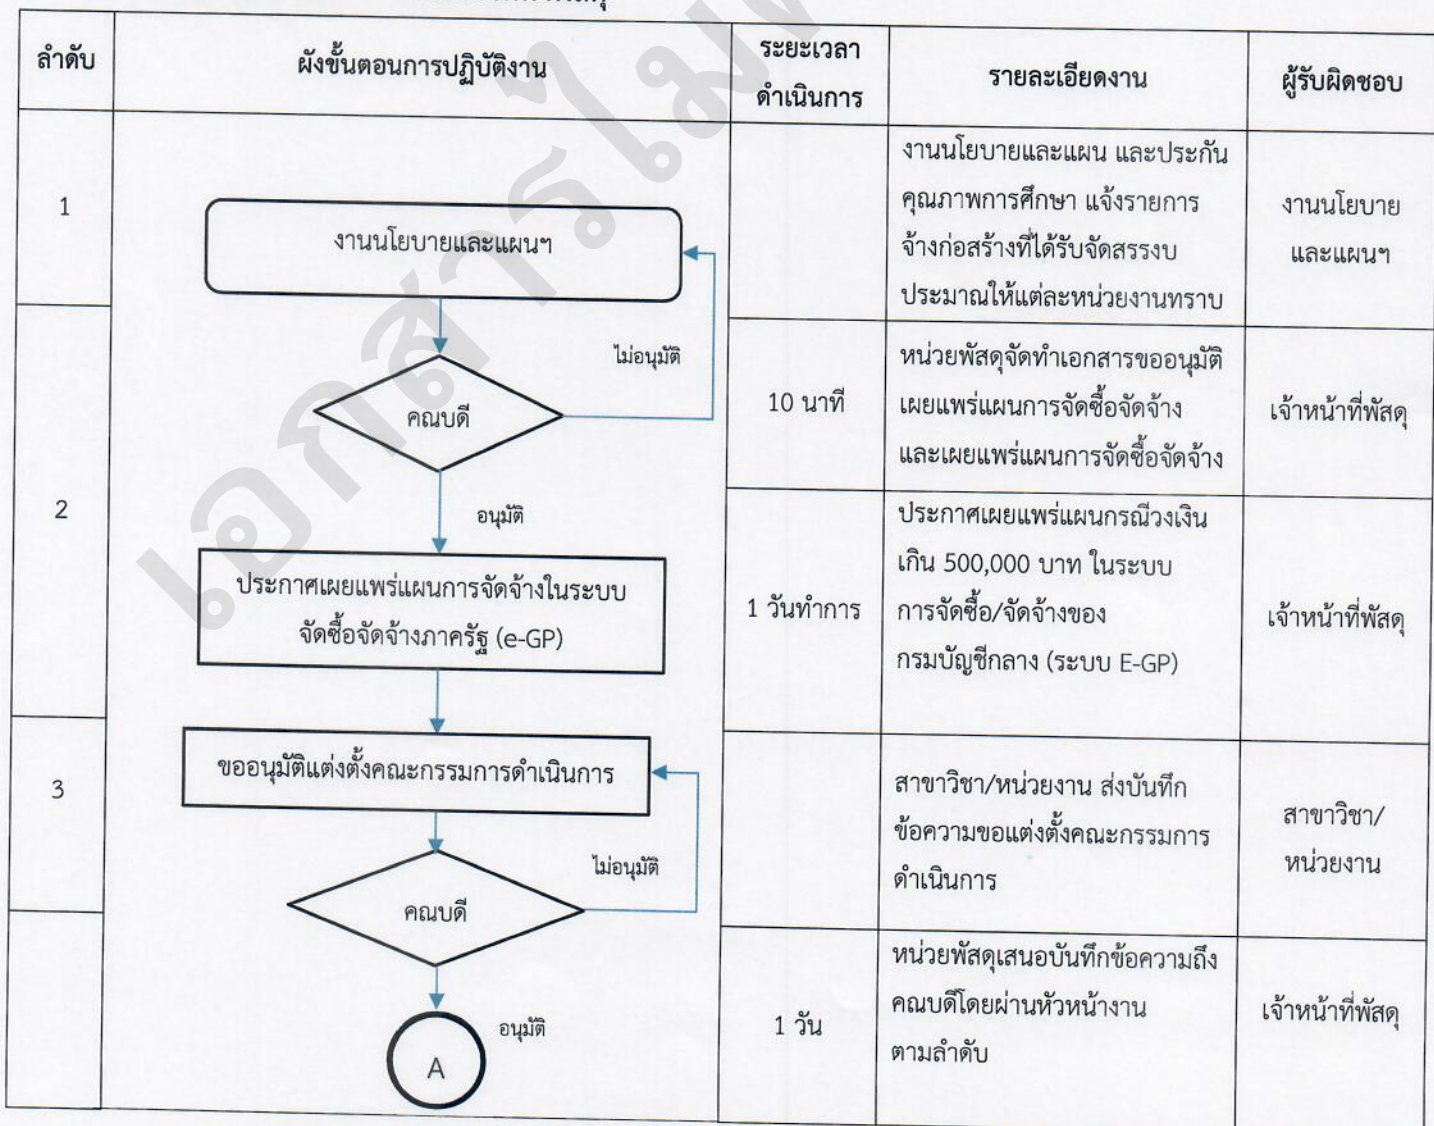 ลำดับ
ผังขั้นตอนการปฏิบัติงาน
ระยะเวลา
ดำเนินการ
รายละเอียดงาน
ผู้รับผิดชอบ
1
งานนโยบายและแผนฯ
งานนโยบายและแผน และประกัน
คุณภาพการศึกษา แจ้งรายการ
จ้างก่อสร้างที่ได้รับจัดสรรงบ
ประมาณให้แต่ละหน่วยงานทราบ
งานนโยบาย
และแผนฯ
2
ไม่อนุมัติ
คณบดี
อนุมัติ
10 นาที
หน่วยพัสดุจัดทำเอกสารขออนุมัติ
เผยแพร่แผนการจัดซื้อจัดจ้าง
และเผยแพร่แผนการจัดซื้อจัดจ้าง
เจ้าหน้าที่พัสดุ
ประกาศเผยแพร่แผนการจัดจ้างในระบบ
จัดซื้อจัดจ้างภาครัฐ (e-GP)
1 วันทำการ
ประกาศเผยแพร่แผนกรณีวงเงิน
เกิน 500,000 บาท ในระบบ
การจัดซื้อ/จัดจ้างของ
กรมบัญชีกลาง (ระบบ E-GP)
เจ้าหน้าที่พัสดุ
3
ขออนุมัติแต่งตั้งคณะกรรมการดำเนินการ
ไม่อนุมัติ
คณบดี
สาขาวิชา/หน่วยงาน ส่งบันทึก
ข้อความขอแต่งตั้งคณะกรรมการ
ดำเนินการ
สาขาวิชา/
หน่วยงาน
อนุมัติ
A
1 วัน
หน่วยพัสดุเสนอบันทึกข้อความถึง
คณบดีโดยผ่านหัวหน้างาน
ตามลำดับ
เจ้าหน้าที่พัสดุ